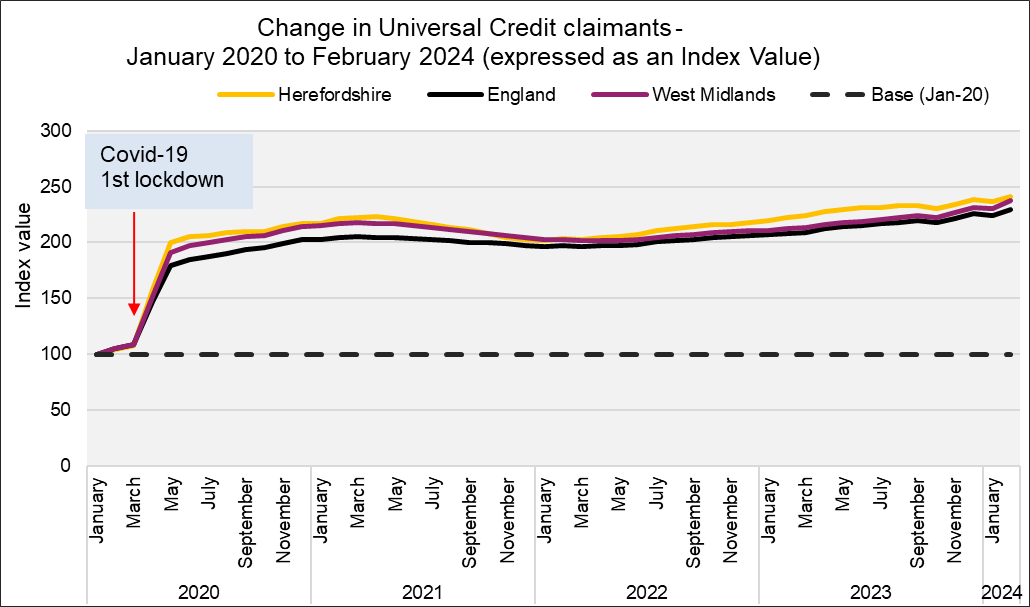 Change in Universal Credit claimants -
January 2020 to February 2024 (expressed as an Index Value)
Herefordshire
England
West Midlands
Base (Jan-20)
Covid-19
1st lockdown
Index value
300
250
200
150
100
50
0
January
March
May
July
September
November
January
March
May
July
September
November
January
March
May
July
September
November
January
March
May
July
September
November
January
2020
2021
2022
2023
2024